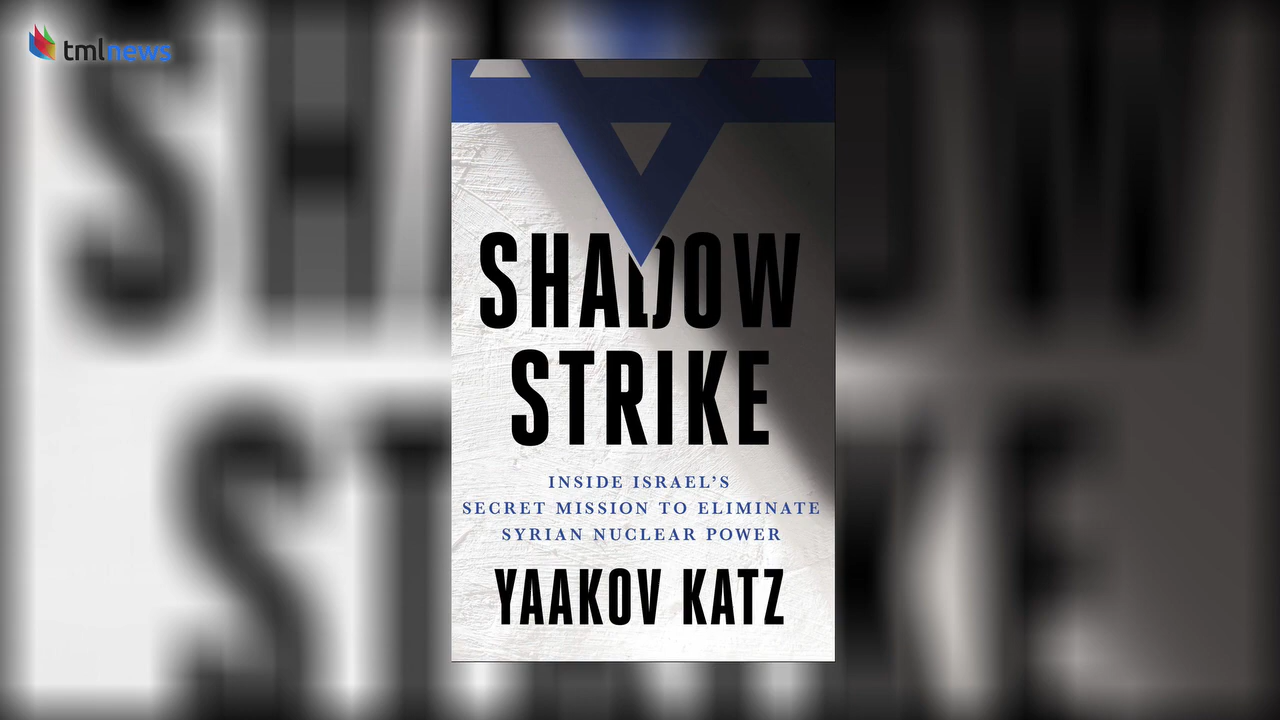 tmlnews
SHADOW
STRIKE
INSIDE ISRAEL'S
SECRET MISSION TO ELIMINATE
SYRIAN NUCLEAR POWER
YAAKOV KATZ